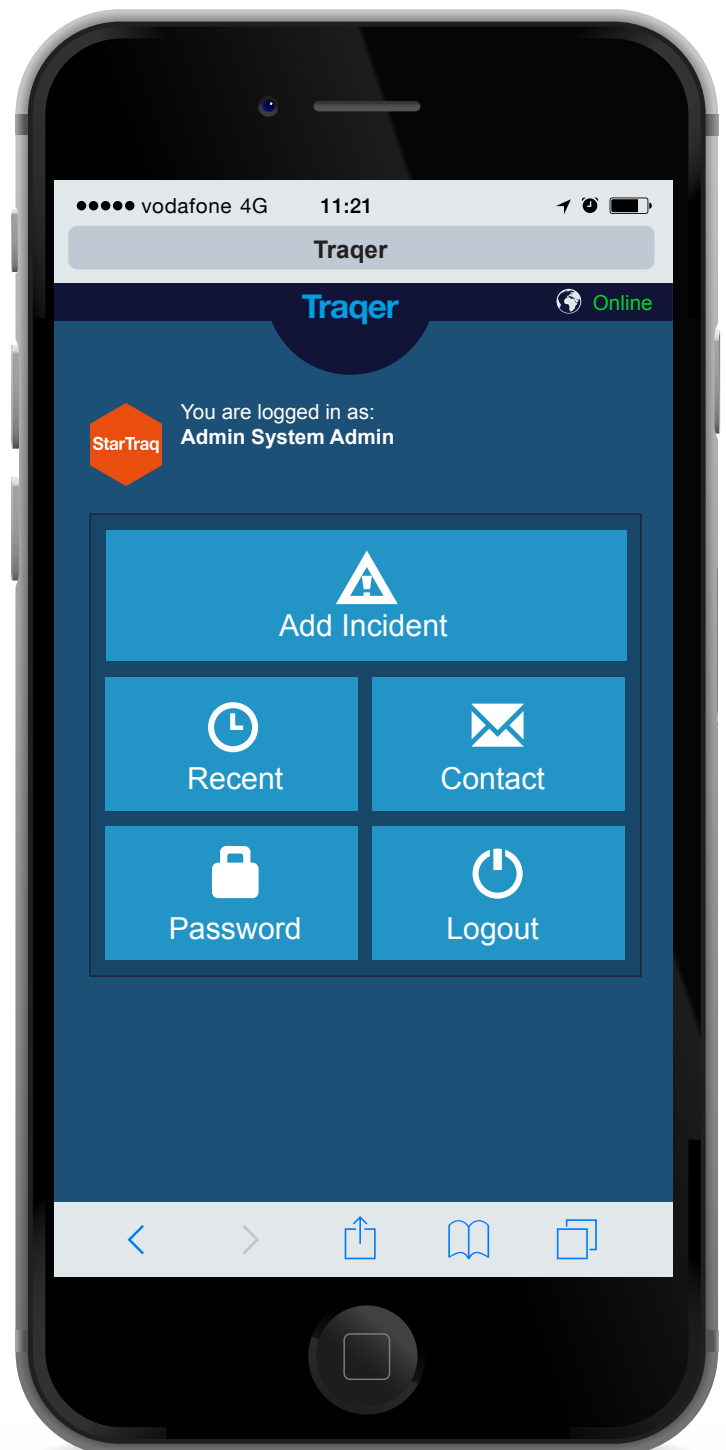 vodafone 4G 11:21
Traqer
Traqer
Online
You are logged in as:
StarTraq
Admin System Admin
Add Incident
Recent
Contact
Password
Logout